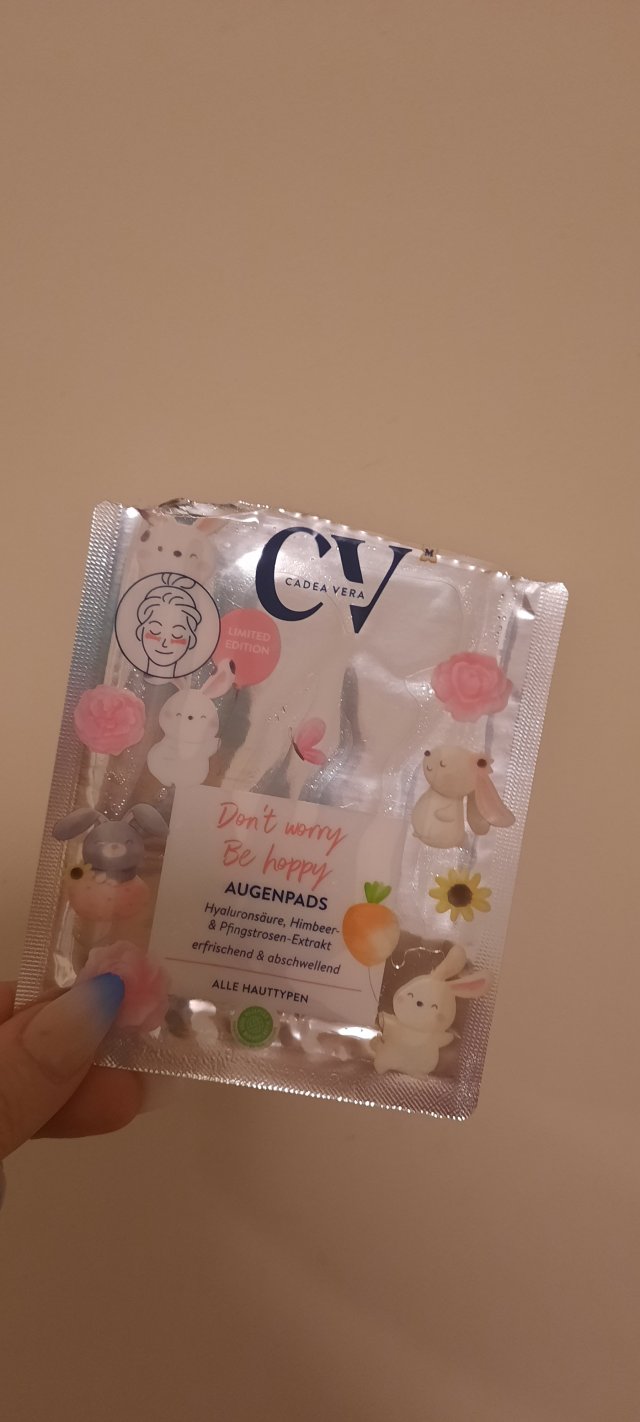 CV
CADEA VERA
M
LIMITED
EDITION
Don't worry
Be hoppy
AUGENPADS
Hyaluronsäure, Himbeer-
& Pfingstrosen-Extrakt
erfrischend & abschwellend
ALLE HAUTTYPEN